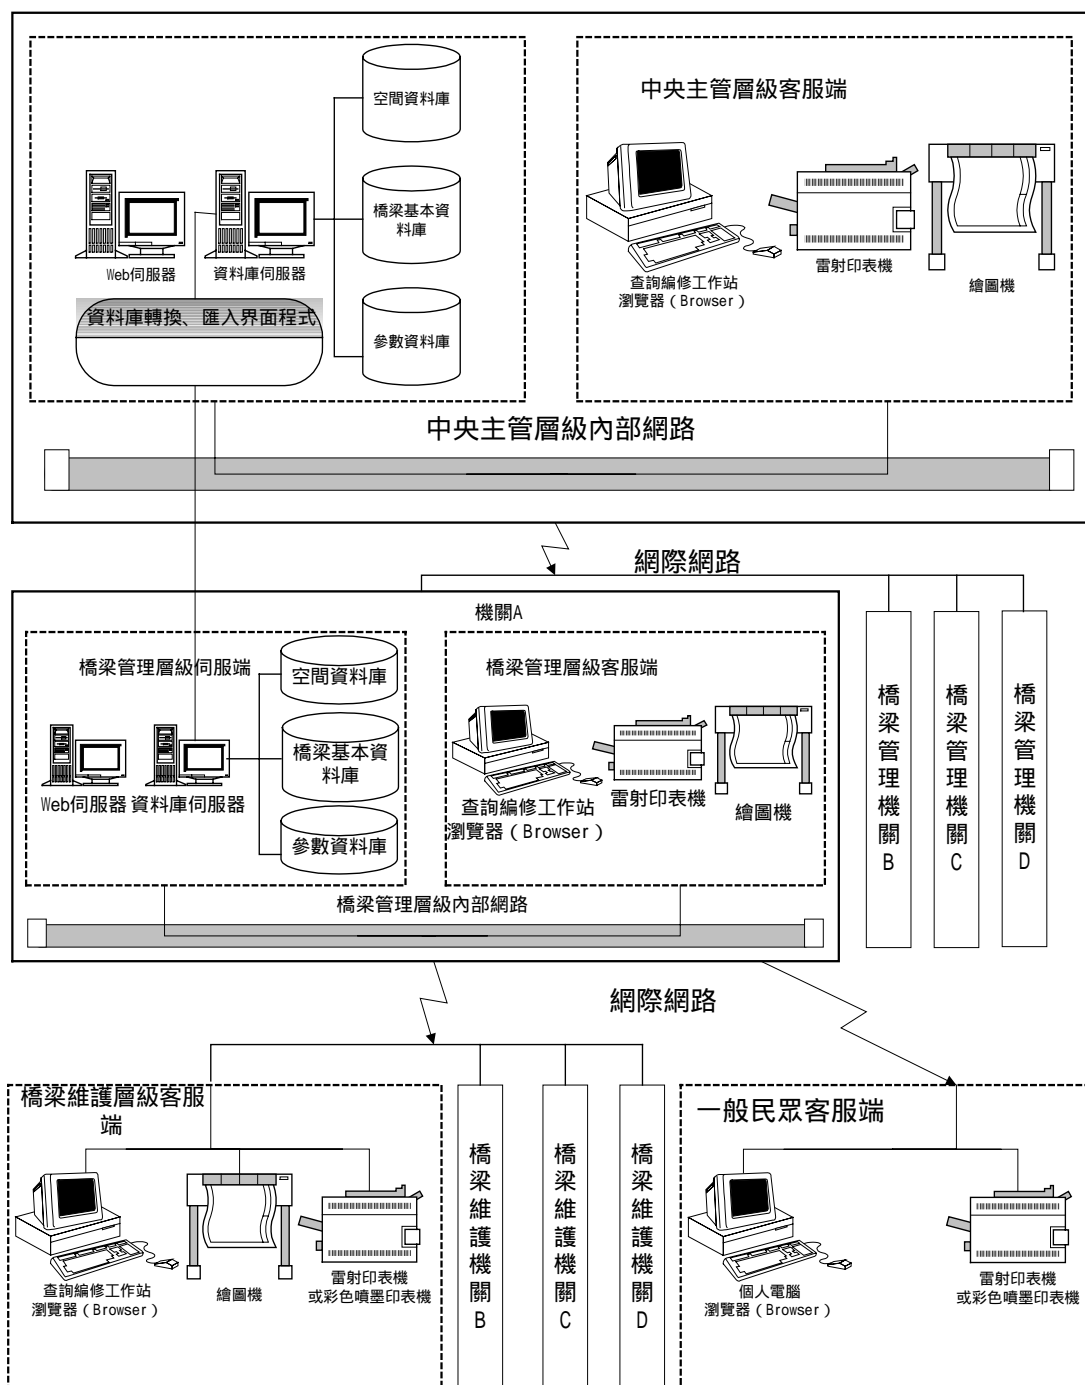 空間資料庫
橋梁基本資
料庫
參數資料庫
Web伺服器
資料庫伺服器
資料庫轉換、匯入界面程式
中央主管層級客服端
查詢編修工作站
瀏覽器（Browser）
雷射印表機
繪圖機
中央主管層級內部網路
網際網路
機關A
橋梁管理層級伺服端
空間資料庫
橋梁基本資
料庫
參數資料庫
Web伺服器
資料庫伺服器
橋梁管理層級客服端
查詢編修工作站
瀏覽器（Browser）
雷射印表機
繪圖機
橋梁管理層級內部網路
橋梁管理機關B
橋梁管理機關C
橋梁管理機關D
網際網路
橋梁維護層級客服
端
查詢編修工作站
瀏覽器（Browser）
繪圖機
雷射印表機
或彩色噴墨印表機
橋梁維護機關B
橋梁維護機關C
橋梁維護機關D
一般民眾客服端
個人電腦
瀏覽器（Browser）
雷射印表機
或彩色噴墨印表機